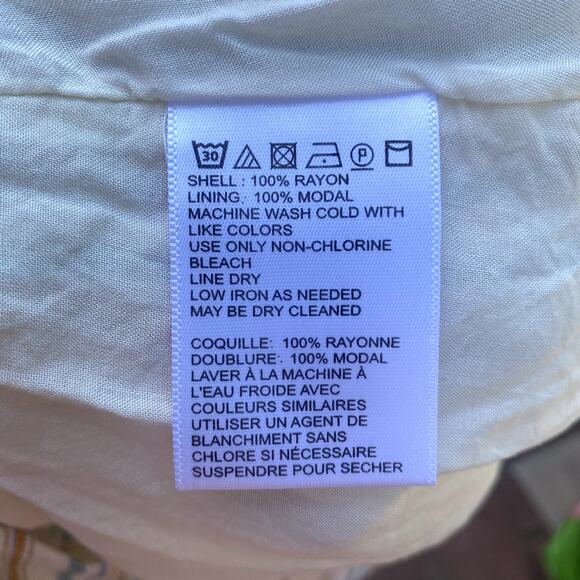 30 P
SHELL : 100% RAYON
LINING: 100% MODAL
MACHINE WASH COLD WITH
LIKE COLORS
USE ONLY NON-CHLORINE
BLEACH
LINE DRY
LOW IRON AS NEEDED
MAY BE DRY CLEANED
COQUILLE: 100% RAYONNE
DOUBLURE: 100% MODAL
LAVER À LA MACHINE À
L'EAU FROIDE AVEC
COULEURS SIMILAIRES
UTILISER UN AGENT DE
BLANCHIMENT SANS
CHLORE SI NÉCESSAIRE
SUSPENDRE POUR SECHER